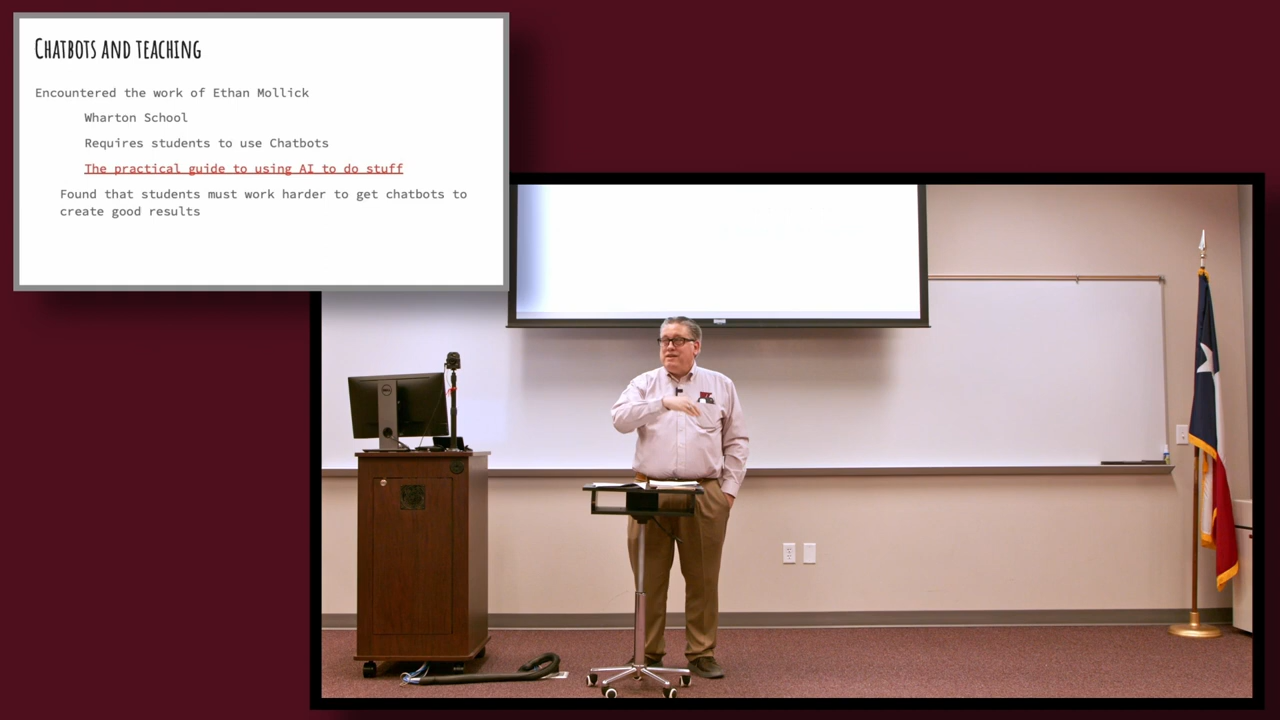 Chatbots and teaching
Encountered the work of Ethan Mollick
Wharton School
Requires students to use Chatbots
The practical guide to using AI to do stuff
Found that students must work harder to get chatbots to
create good results